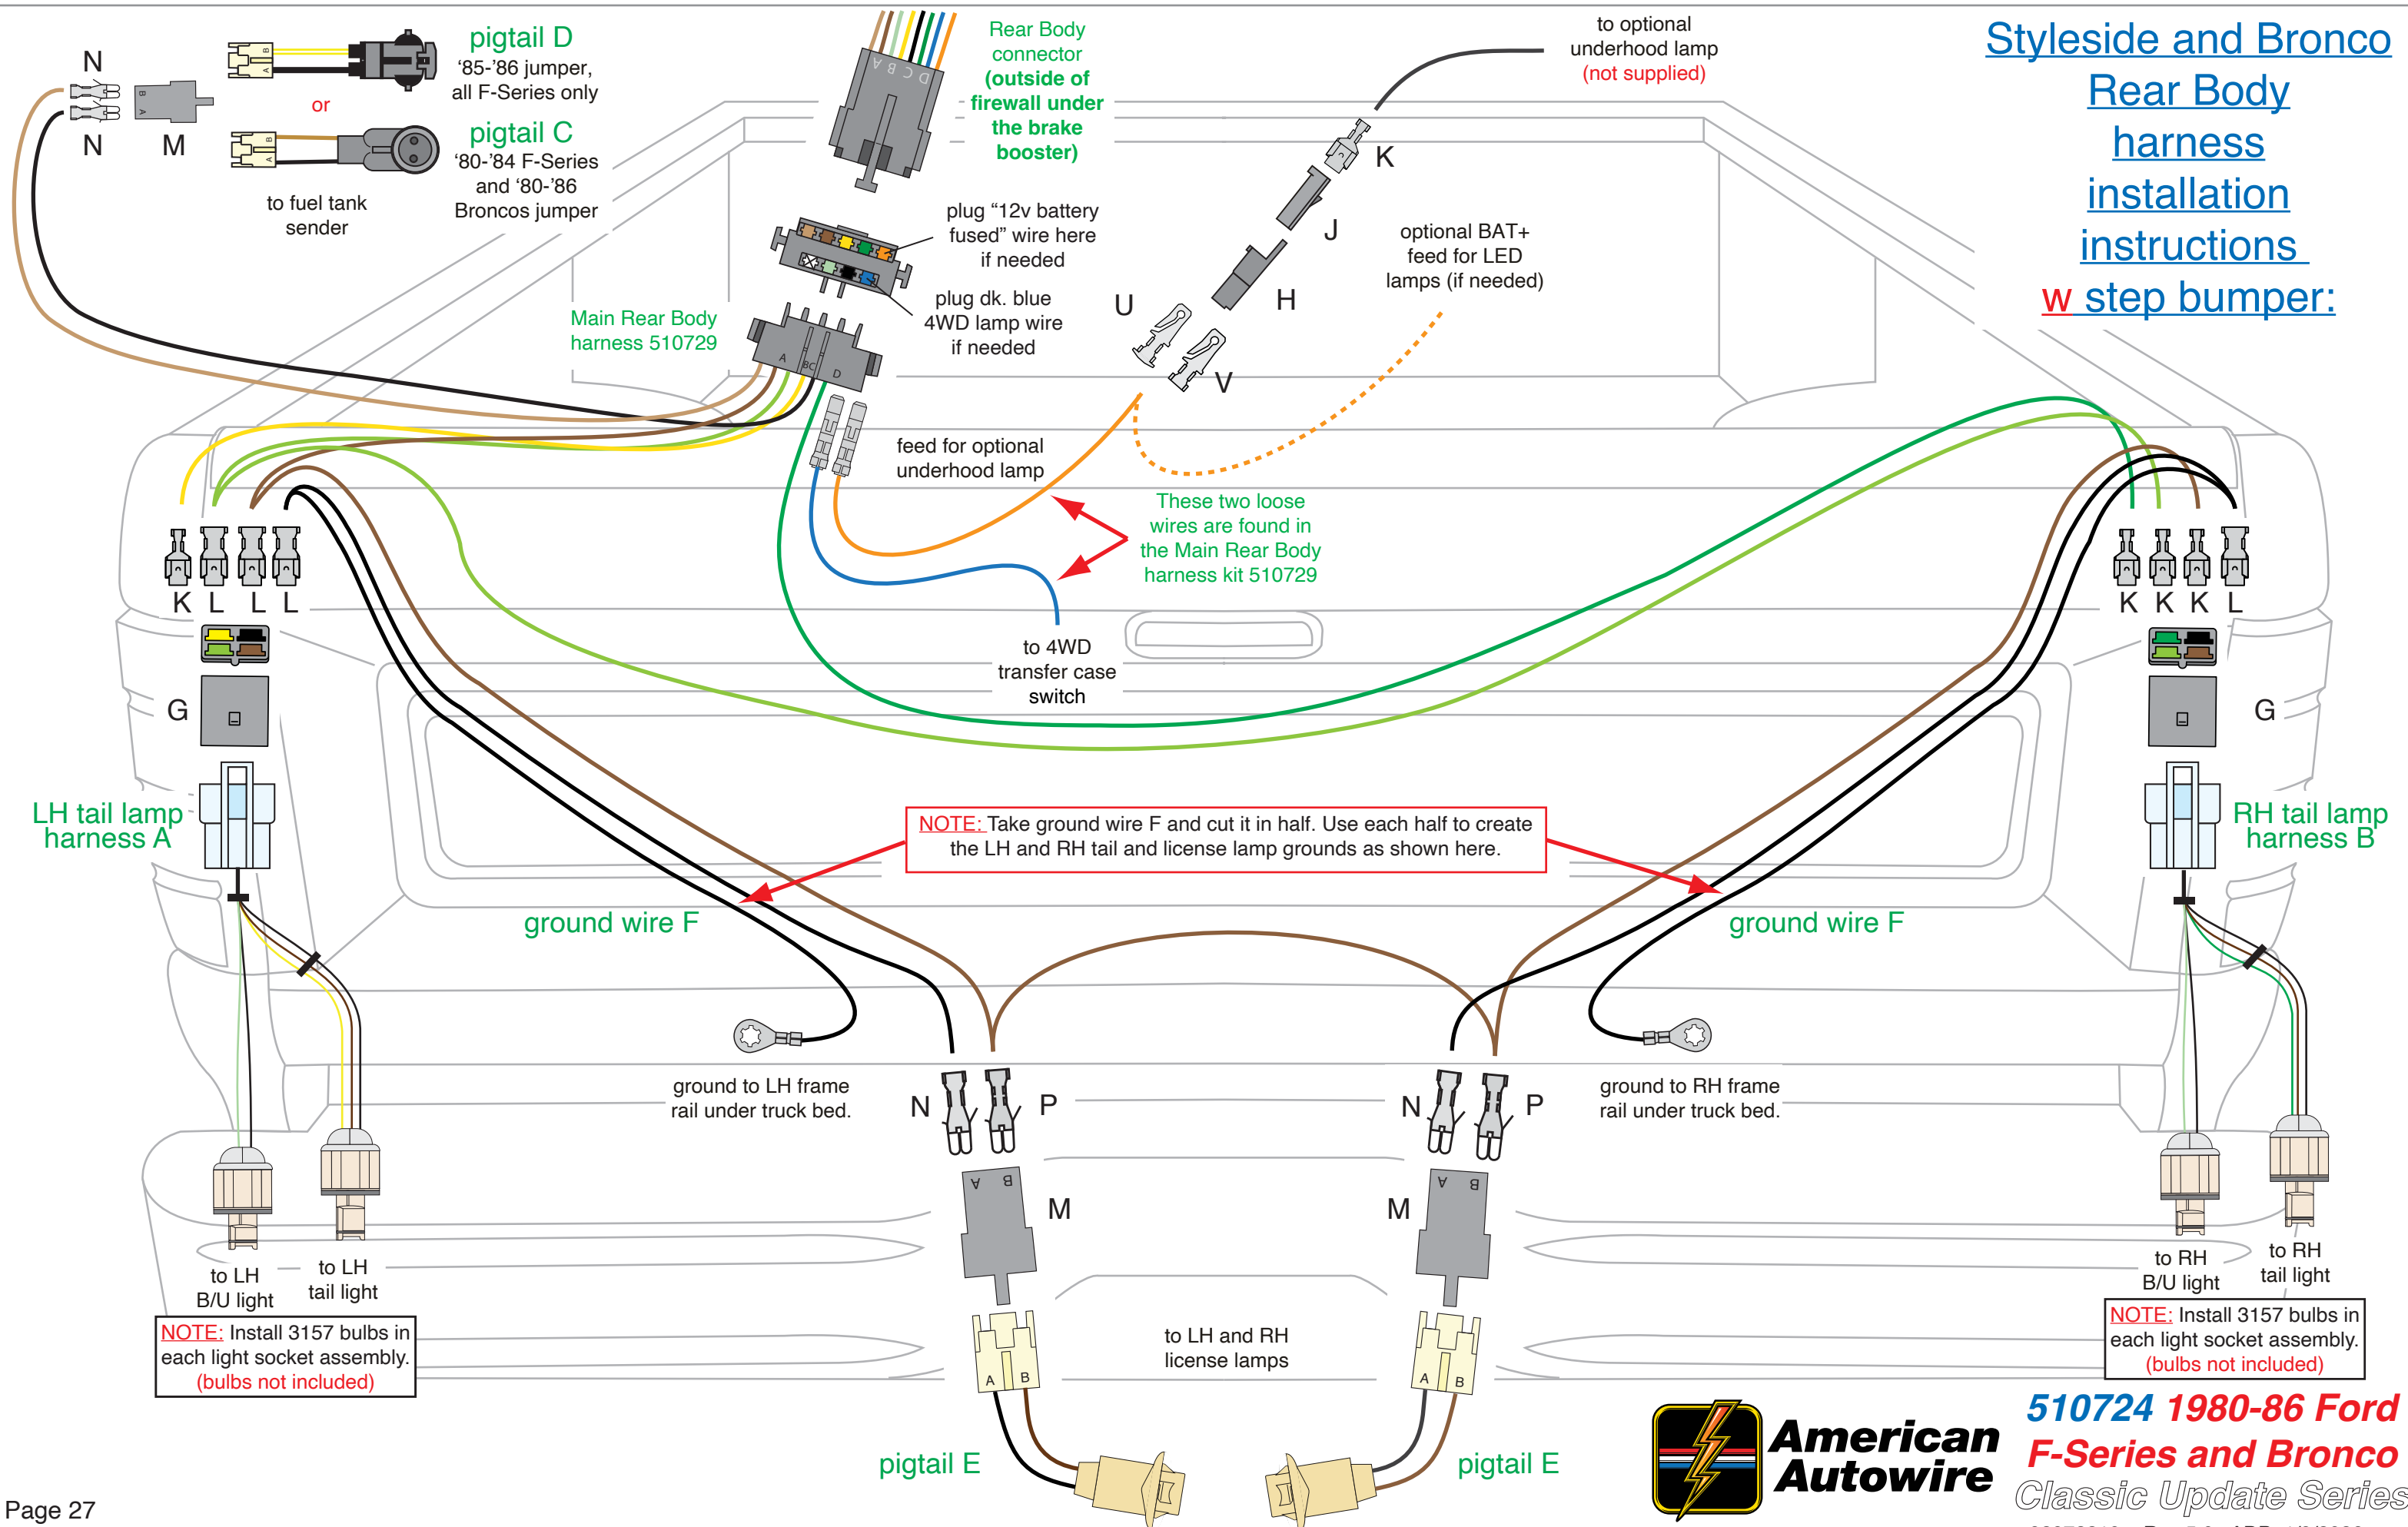 Styleside and Bronco
Rear Body
harness
installation
instructions
w step bumper:
N
N
M
B
A
B
A
pigtail D
'85-'86 jumper,
all F-Series only
or
B
A
pigtail C
'80-'84 F-Series
and '80-'86
Broncos jumper
to fuel tank
sender
A B C D
Rear Body
connector
(outside of
firewall under
the brake
booster)
to optional
underhood lamp
(not supplied)
K
J
H
U
V
plug “12v battery
fused” wire here
if needed
plug dk. blue
4WD lamp wire
if needed
optional BAT+
feed for LED
lamps (if needed)
Main Rear Body
harness 510729
A
BC
D
feed for optional
underhood lamp
These two loose
wires are found in
the Main Rear Body
harness kit 510729
to 4WD
transfer case
switch
K L L L
K K K L
G
G
LH tail lamp
harness A
RH tail lamp
harness B
NOTE: Take ground wire F and cut it in half. Use each half to create
the LH and RH tail and license lamp grounds as shown here.
ground wire F
ground wire F
ground to LH frame
rail under truck bed.
ground to RH frame
rail under truck bed.
N
P
N
P
A B
M
A B
M
to LH
B/U light
to LH
tail light
to RH
B/U light
to RH
tail light
NOTE: Install 3157 bulbs in
each light socket assembly.
(bulbs not included)
NOTE: Install 3157 bulbs in
each light socket assembly.
(bulbs not included)
to LH and RH
license lamps
A B
A B
pigtail E
pigtail E
American
Autowire
510724 1980-86 Ford
F-Series and Bronco
Classic Update Series
Page 27